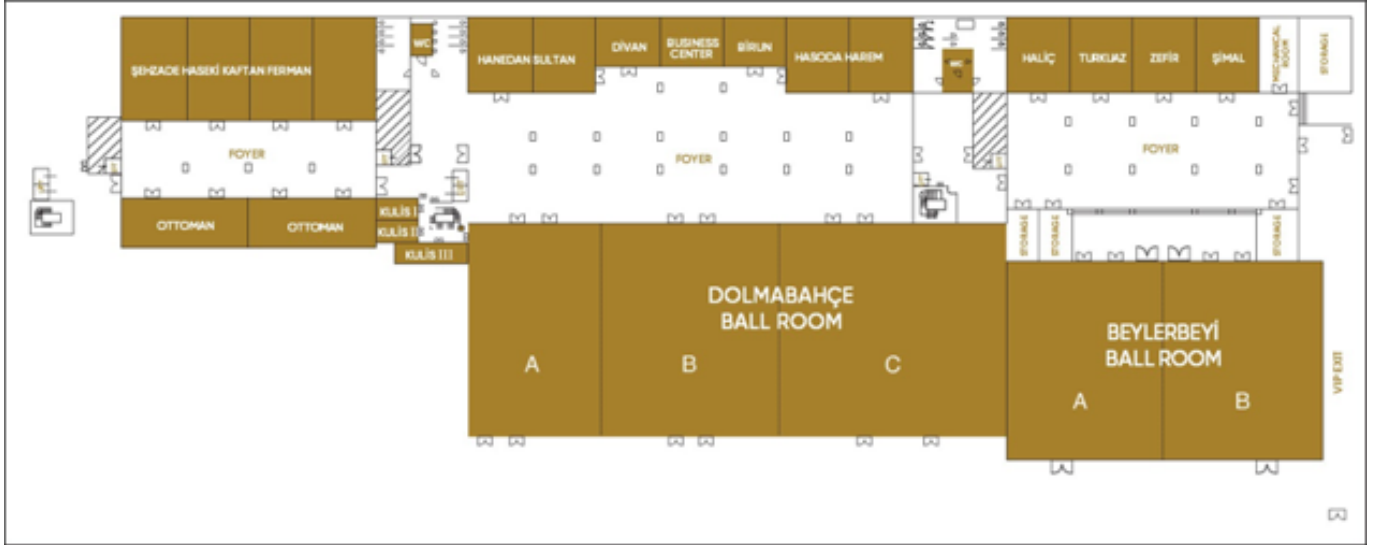 ŞEHZADE HASEKİ KAFTAN FERMAN
WC
HANEDAN SULTAN
DİVAN
BUSINESS
CENTER
BİRUN
HASODA HAREM
WC
HALİÇ
TURKUAZ
ZEFİR
ŞİMAL
MECHANICAL
ROOM
STORAGE
FOYER
FOYER
FOYER
OTTOMAN
OTTOMAN
KULİS I
KULİS II
KULİS III
STORAGE
STORAGE
STORAGE
DOLMABAHÇE
BALL ROOM
A
B
C
BEYLERBEYİ
BALL ROOM
A
B
VIP EXIT